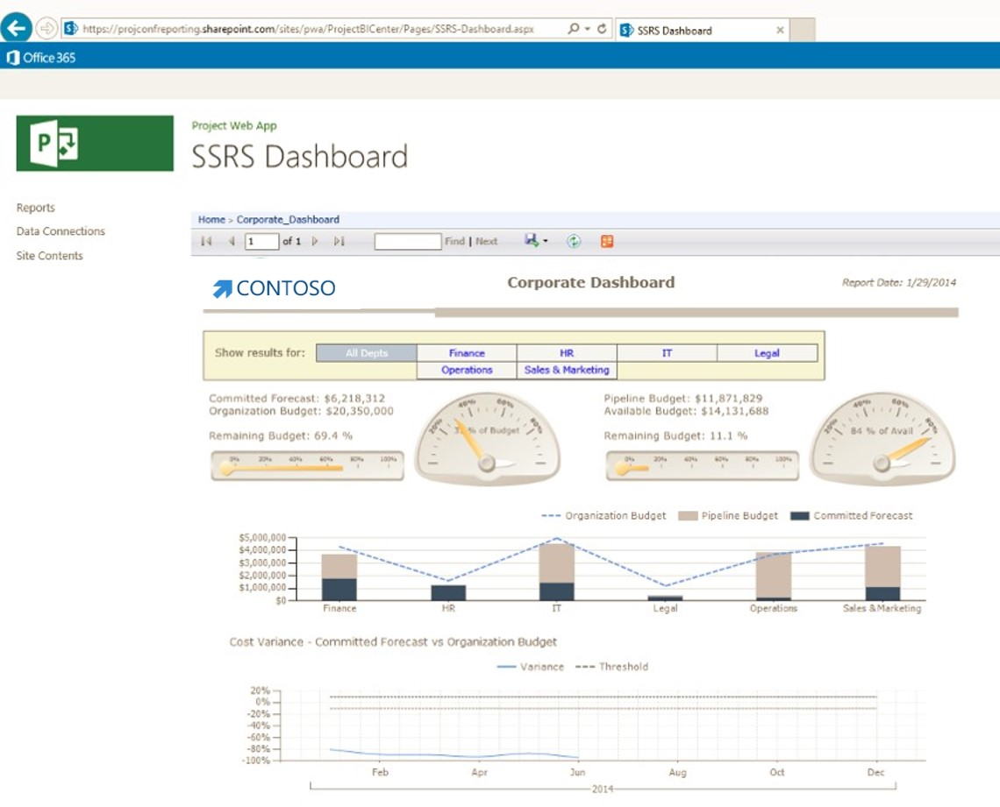 https://projconfreporting.sharepoint.com/sites/pwa/ProjectBICenter/Pages/SSRS-Dashboard.aspx
SSRS Dashboard
Office 365
Project Web App
SSRS Dashboard
Reports
Data Connections
Site Contents
Home > Corporate_Dashboard
1 of 1 Find | Next
CONTOSO
Corporate Dashboard
Report Date: 1/29/2014
Show results for: All Depts Finance HR IT Legal
Operations Sales & Marketing
Committed Forecast: $6,218,312
Organization Budget: $20,350,000
Remaining Budget: 69.4 %
0% 20% 40% 60% 80% 100%
20% 40% 60% 80%
% of Budget
Pipeline Budget: $11,871,829
Available Budget: $14,131,688
Remaining Budget: 11.1 %
0% 20% 40% 60% 80% 100%
20% 40% 60% 80%
84 % of Avail
Organization Budget Pipeline Budget Committed Forecast
$5,000,000
$4,000,000
$3,000,000
$2,000,000
$1,000,000
$0
Finance HR IT Legal Operations Sales & Marketing
Cost Variance - Committed Forecast vs Organization Budget
Variance Threshold
20%
0%
-20%
-40%
-60%
-80%
-100%
Feb Apr Jun Aug Oct Dec
2014